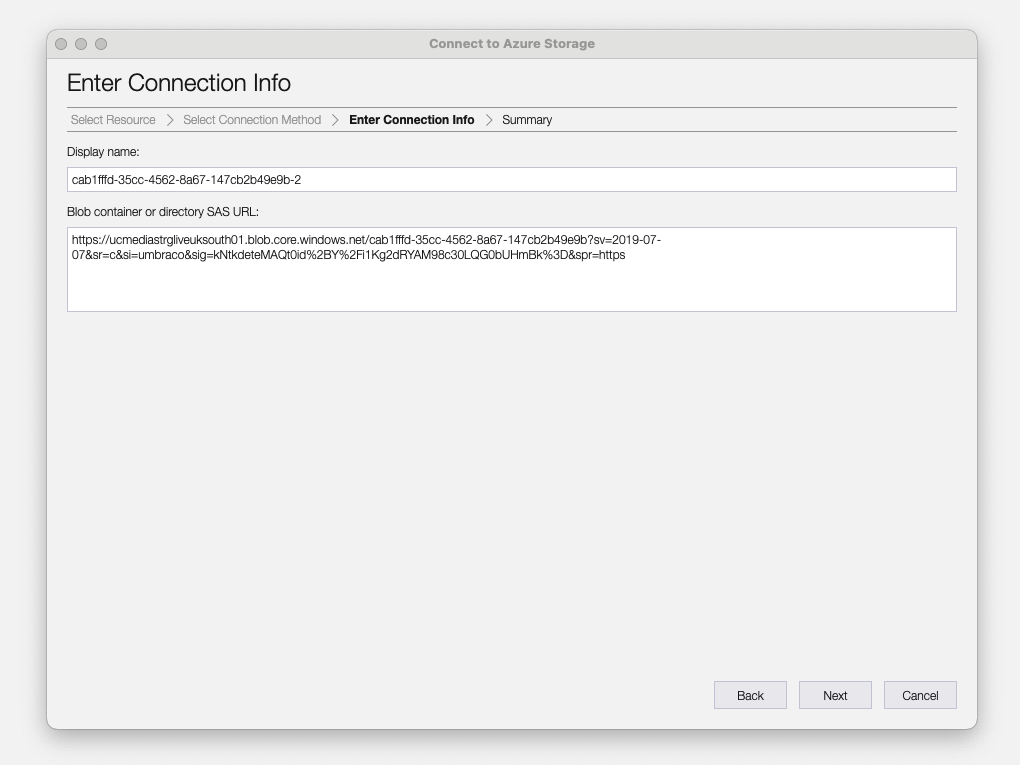 Connect to Azure Storage
Enter Connection Info
Select Resource > Select Connection Method > Enter Connection Info > Summary
Display name:
cab1fffd-35cc-4562-8a67-147cb2b49e9b-2
Blob container or directory SAS URL:
https://ucmediastrgliveuksouth01.blob.core.windows.net/cab1fffd-35cc-4562-8a67-147cb2b49e9b?sv=2019-07-
07&sr=c&si=umbraco&sig=kNtkdeteMAQt0id%2BY%2Fi1Kg2dRYAM98c30LQG0bUHmBk%3D&spr=https
Back Next Cancel